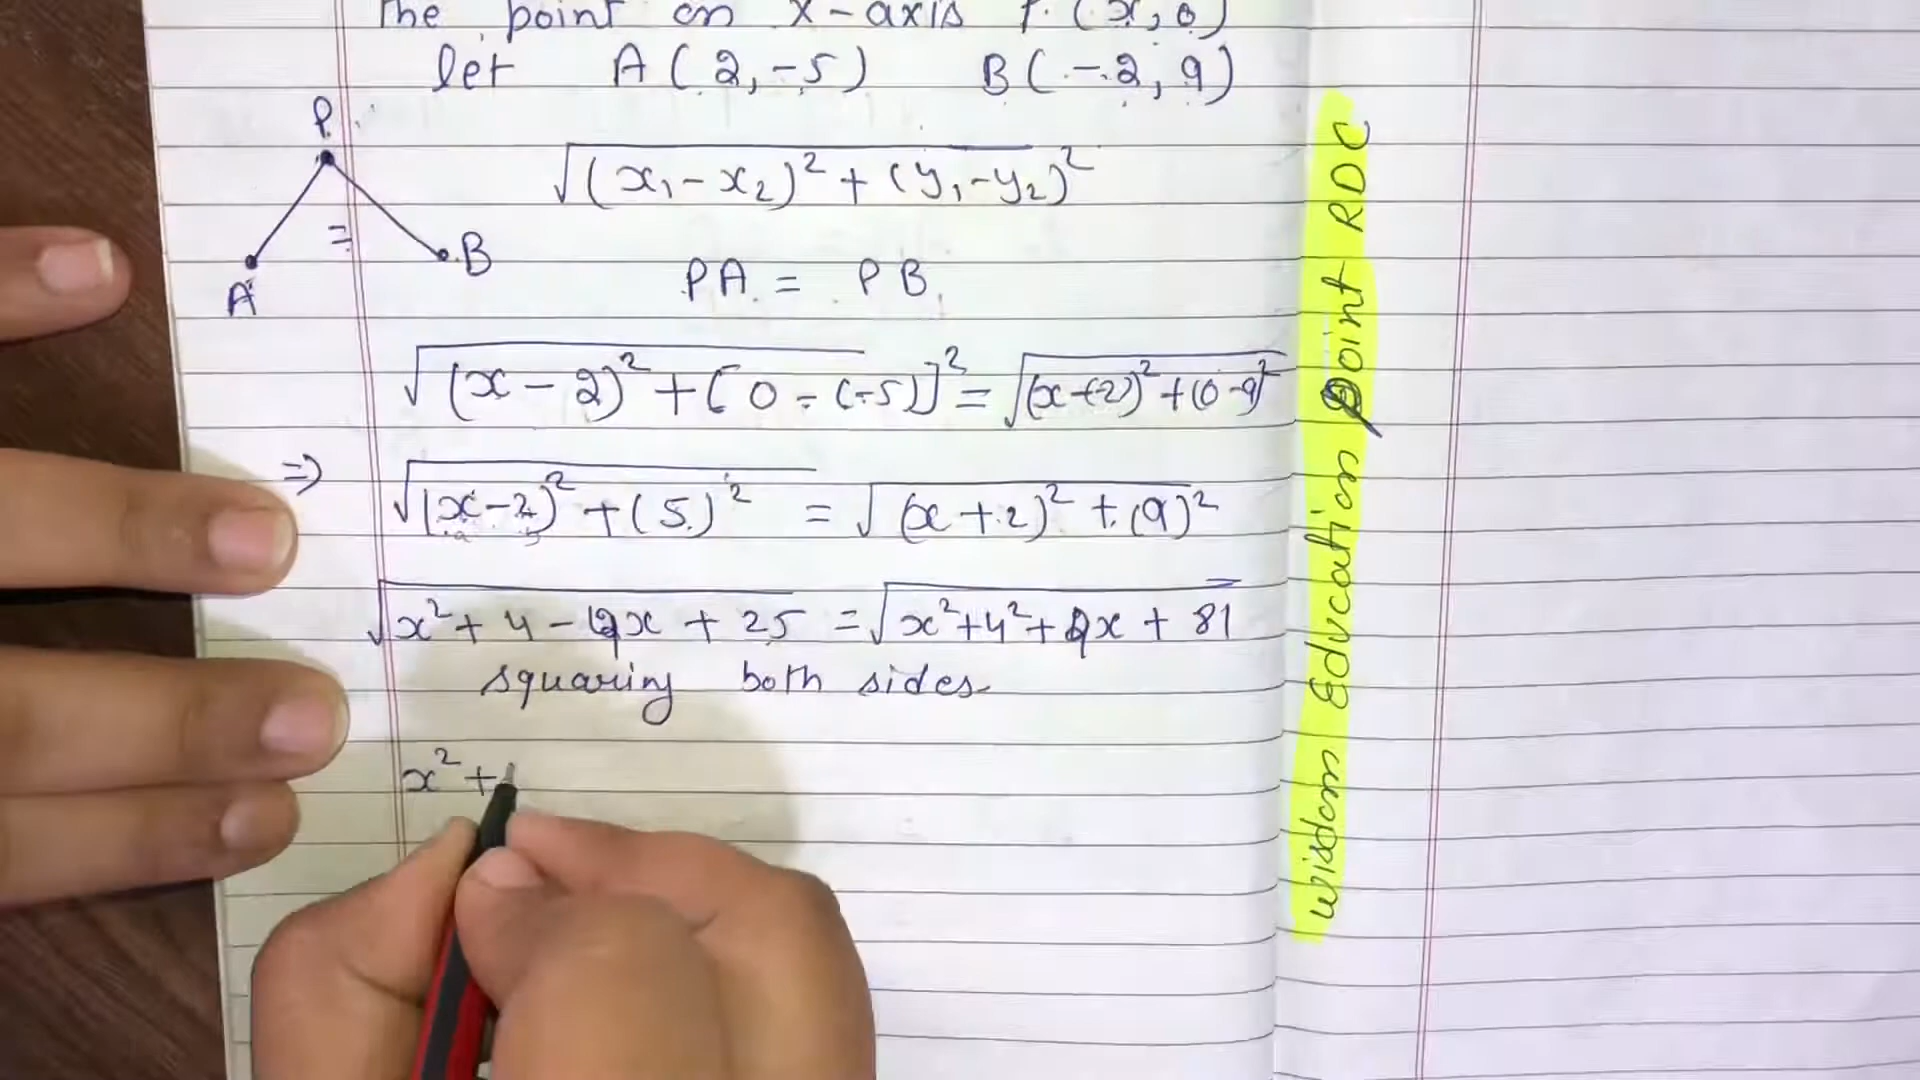 The point on x-axis P. (x, 0)
let A (2, -5) B (-2, 9)
P.
A
B
=
√(x₁-x₂)² + (y₁-y₂)²
PA. = PB.
√(x-2)² + [0-(-5)]² = √(x-(-2))² + (0-9)²
⇒ √(x-2)² + (5)² = √(x+2)² + (9)²
√x² + 4 - x + 25 = √x² + 4² + x + 81
squaring both sides
x² +
Wisdom Education Point RDC